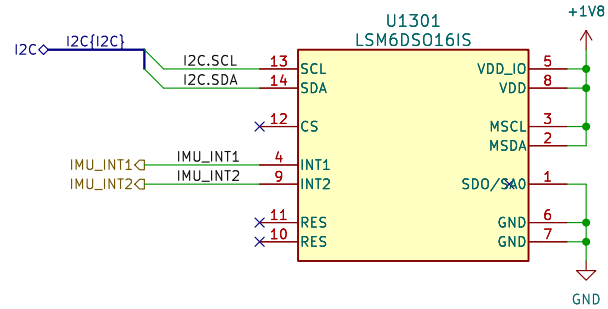 U1301
LSM6DSO16IS
+1V8
I2C
I2C{I2C}
I2C.SCL
13
SCL
I2C.SDA
14
SDA
12
CS
IMU_INT1
IMU_INT1
4
INT1
IMU_INT2
IMU_INT2
9
INT2
11
RES
10
RES
VDD_IO
5
VDD
8
MSCL
3
MSDA
2
SDO/SA0
1
GND
6
GND
7
GND